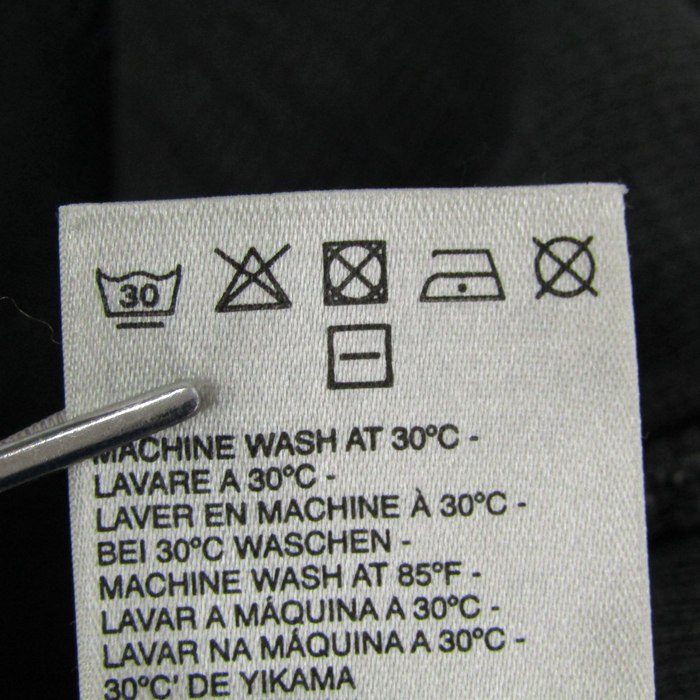 30
MACHINE WASH AT 30°C -
LAVARE A 30°C -
LAVER EN MACHINE À 30°C -
BEI 30°C WASCHEN -
MACHINE WASH AT 85°F -
LAVAR A MÁQUINA A 30°C -
LAVAR NA MÁQUINA A 30°C -
30°C' DE YIKAMA